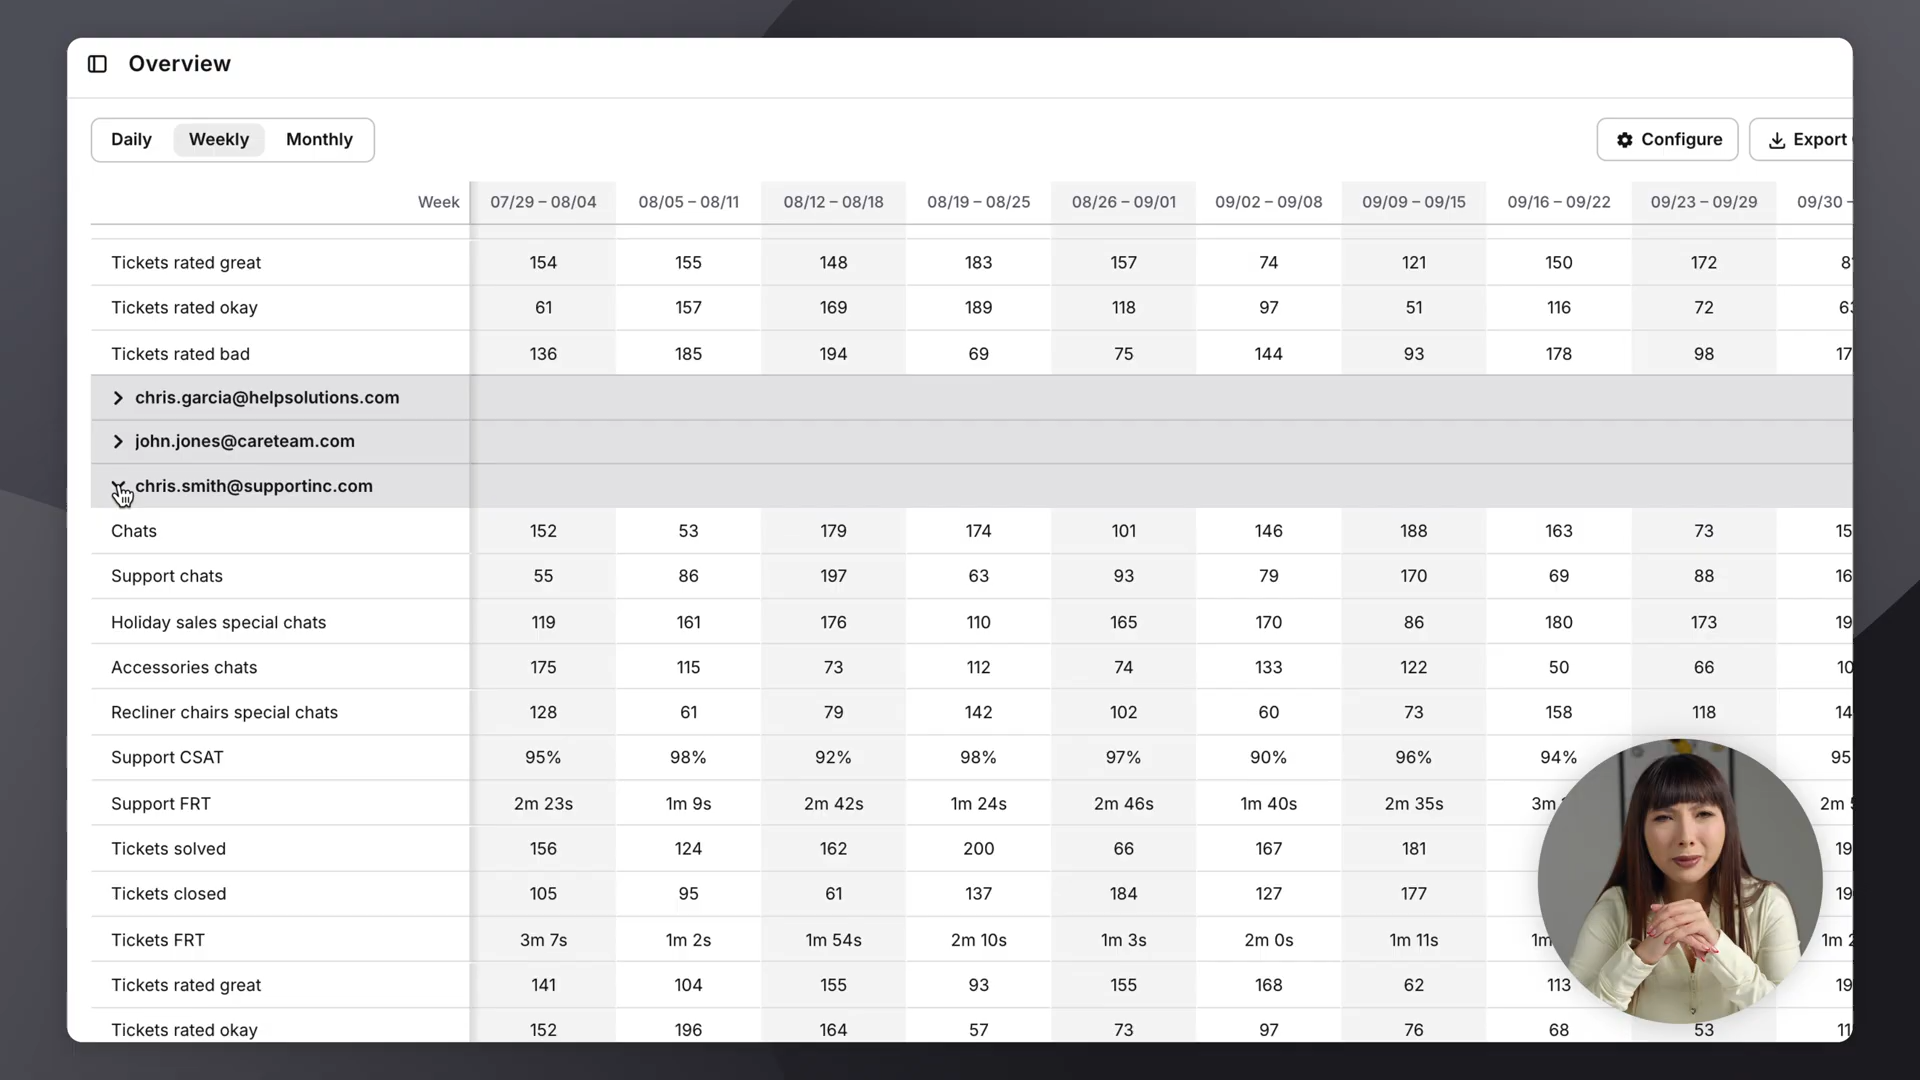 Overview
Daily Weekly Monthly
Configure Export
Week 07/29 – 08/04 08/05 – 08/11 08/12 – 08/18 08/19 – 08/25 08/26 – 09/01 09/02 – 09/08 09/09 – 09/15 09/16 – 09/22 09/23 – 09/29 09/30 –
Tickets rated great 154 155 148 183 157 74 121 150 172
Tickets rated okay 61 157 169 189 118 97 51 116 72
Tickets rated bad 136 185 194 69 75 144 93 178 98
chris.garcia@helpsolutions.com
john.jones@careteam.com
chris.smith@supportinc.com
Chats 152 53 179 174 101 146 188 163 73
Support chats 55 86 197 63 93 79 170 69 88
Holiday sales special chats 119 161 176 110 165 170 86 180 173
Accessories chats 175 115 73 112 74 133 122 50 66
Recliner chairs special chats 128 61 79 142 102 60 73 158 118
Support CSAT 95% 98% 92% 98% 97% 90% 96% 94%
Support FRT 2m 23s 1m 9s 2m 42s 1m 24s 2m 46s 1m 40s 2m 35s 3m 2m
Tickets solved 156 124 162 200 66 167 181
Tickets closed 105 95 61 137 184 127 177
Tickets FRT 3m 7s 1m 2s 1m 54s 2m 10s 1m 3s 2m 0s 1m 11s 1m 1m
Tickets rated great 141 104 155 93 155 168 62 113
Tickets rated okay 152 196 164 57 73 97 76 68 53